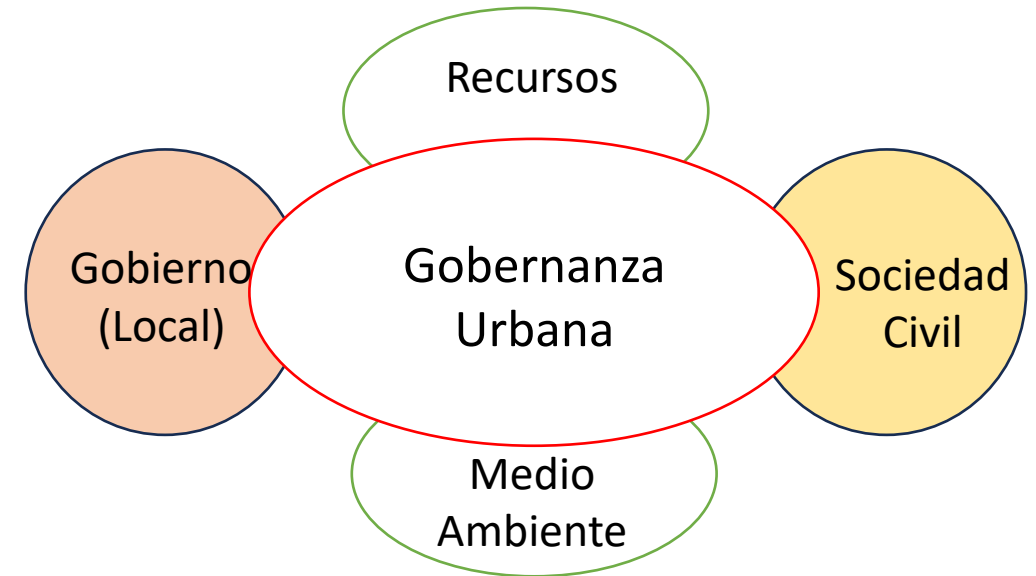 Recursos
Gobierno
(Local)
Gobernanza
Urbana
Sociedad
Civil
Medio
Ambiente